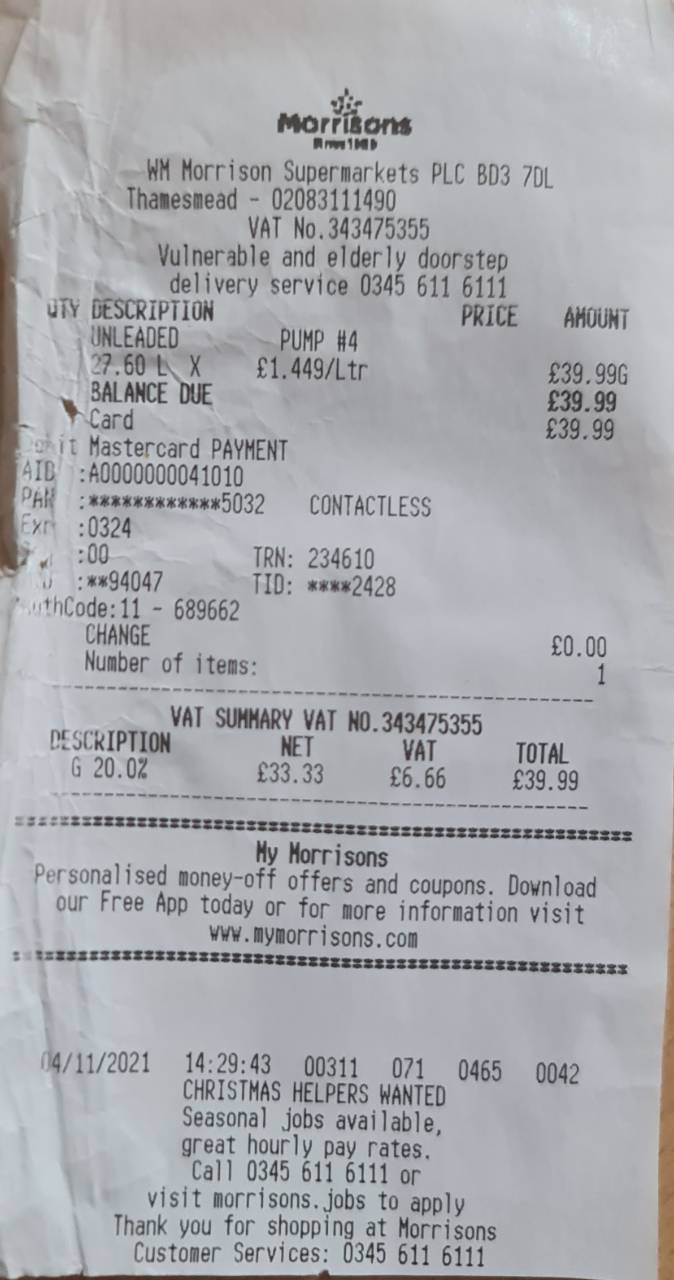 Morrisons
WM Morrison Supermarkets PLC BD3 7DL
Thamesmead - 02083111490
VAT No.343475355
Vulnerable and elderly doorstep
delivery service 0345 611 6111
QTY DESCRIPTION PRICE AMOUNT
UNLEADED PUMP #4
27.60 L X £1.449/Ltr £39.99G
BALANCE DUE £39.99
Card £39.99
Mastercard PAYMENT
AID :A0000000041010
PAN :************5032 CONTACTLESS
Exp :0324
:00 TRN: 234610
:**94047 TID: ****2428
AuthCode:11 - 689662
CHANGE £0.00
Number of items: 1
VAT SUMMARY VAT NO.343475355
DESCRIPTION NET VAT TOTAL
G 20.0% £33.33 £6.66 £39.99
My Morrisons
Personalised money-off offers and coupons. Download
our Free App today or for more information visit
www.mymorrisons.com
04/11/2021 14:29:43 00311 071 0465 0042
CHRISTMAS HELPERS WANTED
Seasonal jobs available,
great hourly pay rates.
Call 0345 611 6111 or
visit morrisons.jobs to apply
Thank you for shopping at Morrisons
Customer Services: 0345 611 6111